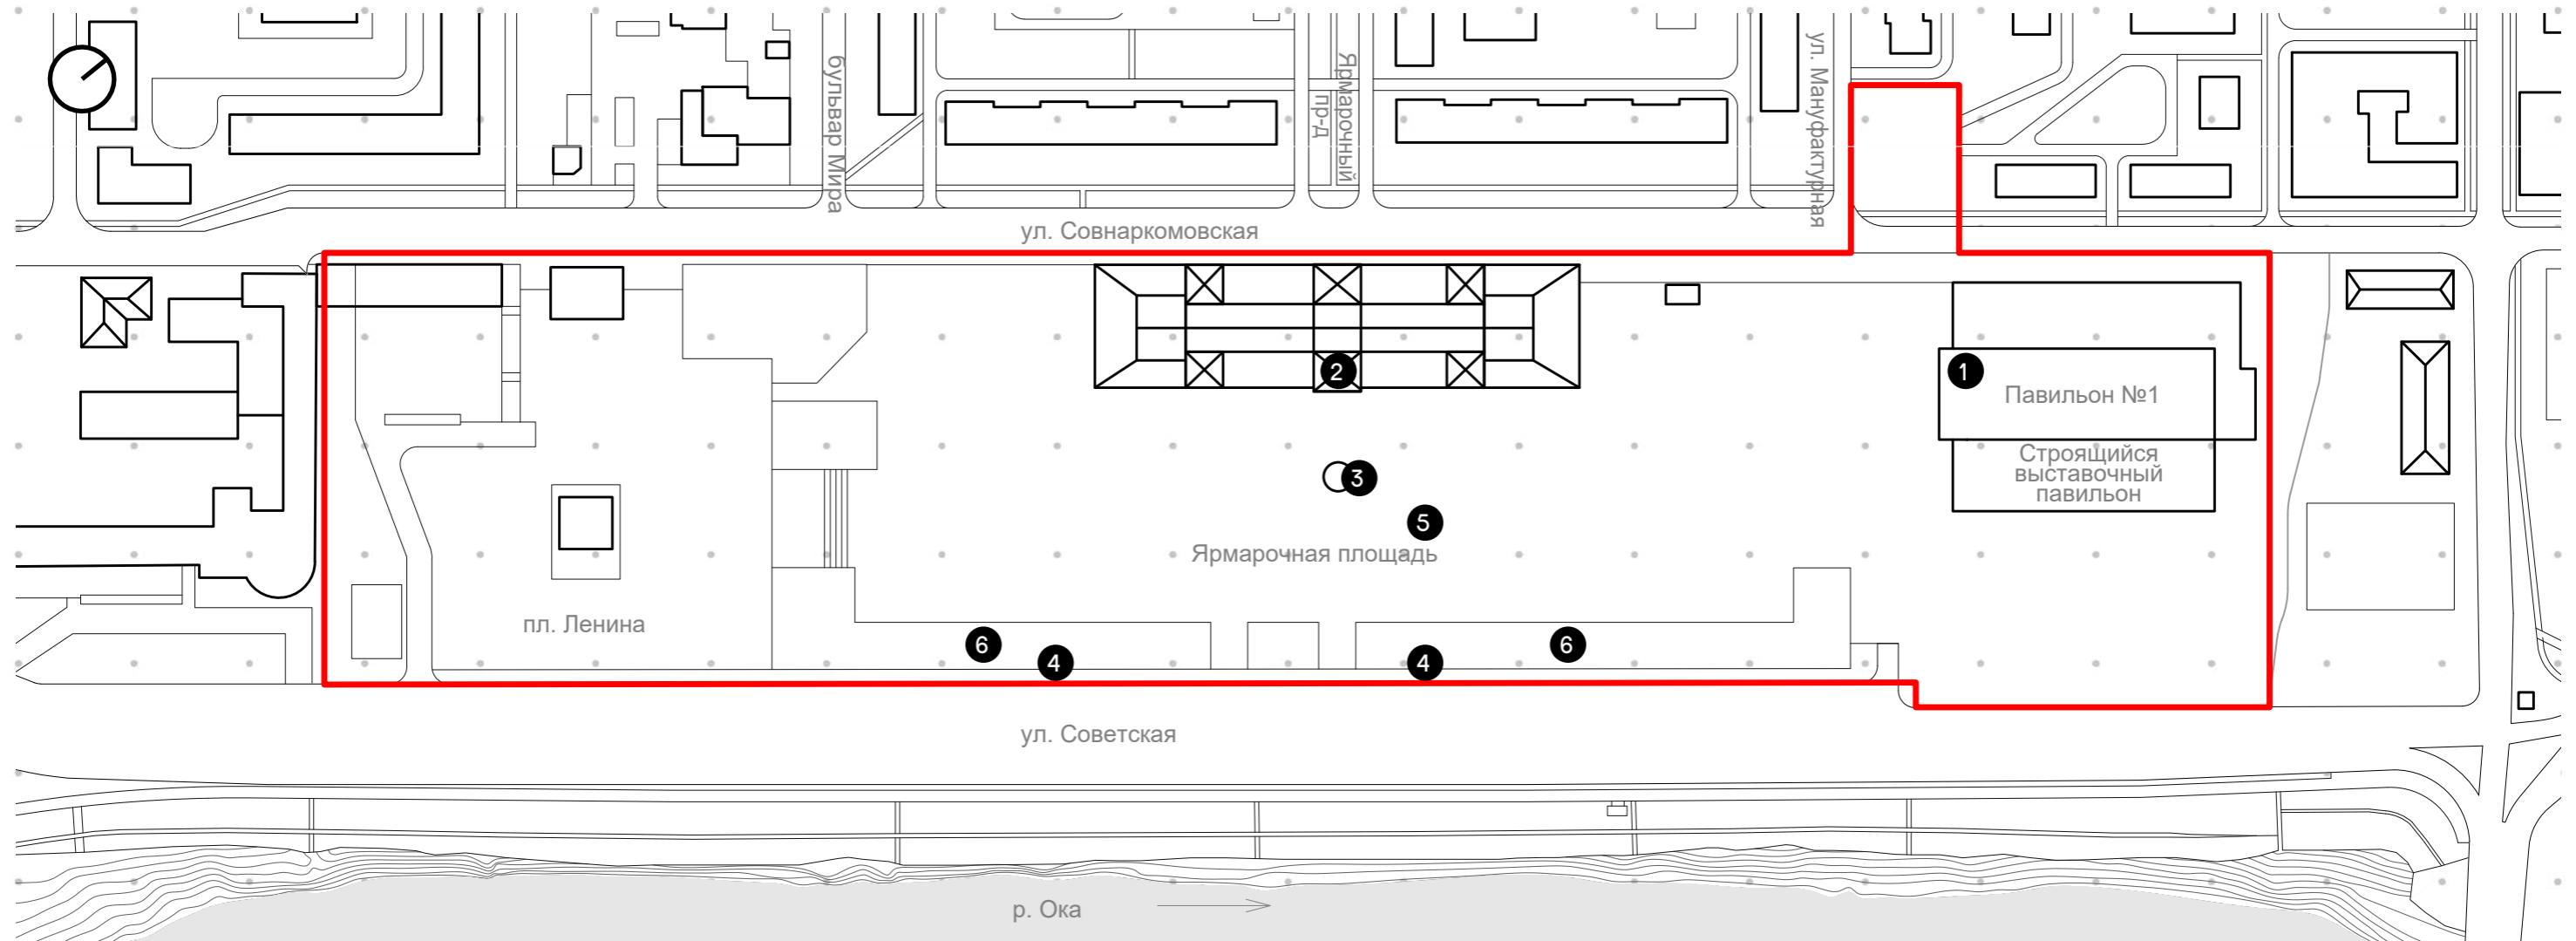 бульвар Мира
Ярмарочный
пр-д
ул. Мануфактурная
ул. Совнаркомовская
2
1
Павильон №1
Строящийся
выставочный
павильон
3
5
Ярмарочная площадь
пл. Ленина
6
4
4
6
ул. Советская
р. Ока